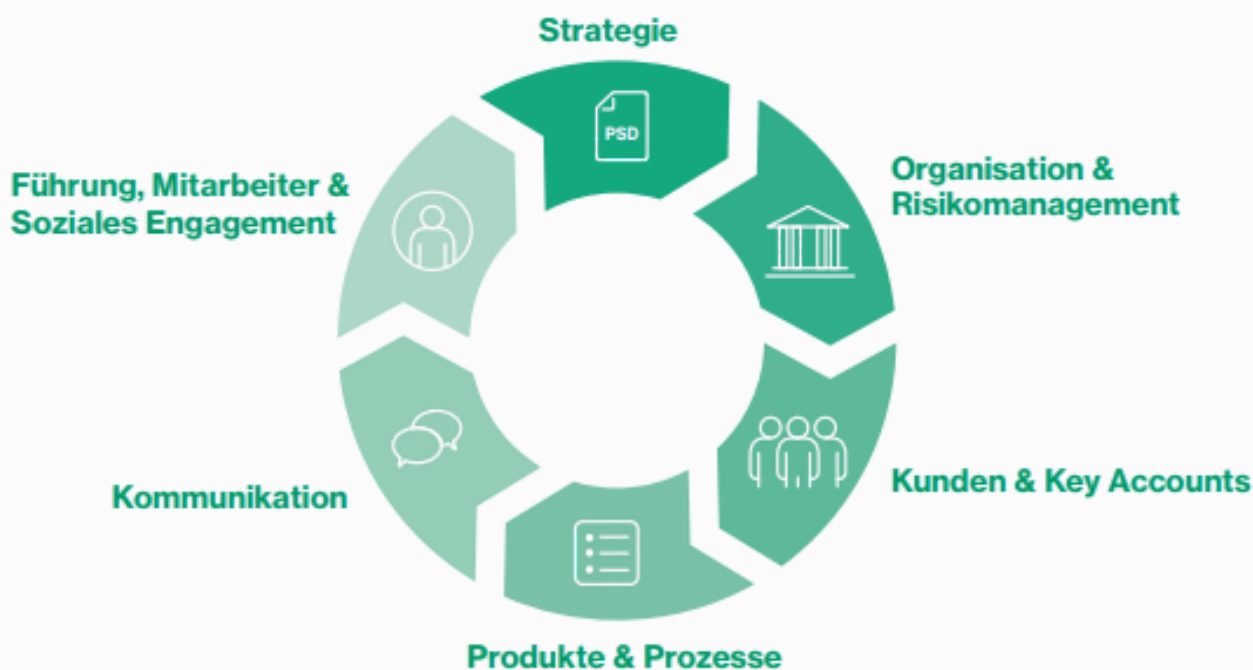 Strategie
PSD
Organisation &
Risikomanagement
Kunden & Key Accounts
Produkte & Prozesse
Kommunikation
Führung, Mitarbeiter &
Soziales Engagement